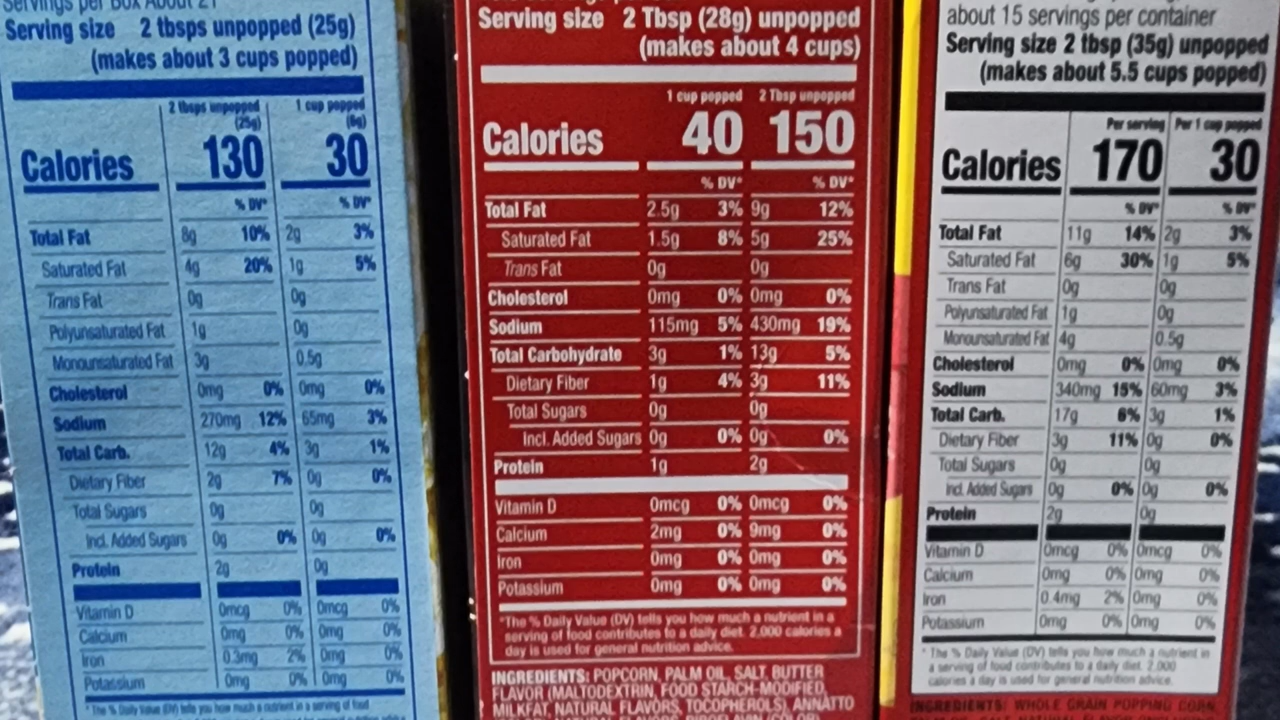 Servings per Box About 21
Serving size 2 tbsps unpopped (25g)
(makes about 3 cups popped)
2 tbsps unpopped (25g) 1 cup popped (6g)
Calories 130 30
% DV* % DV*
Total Fat 8g 10% 2g 3%
Saturated Fat 4g 20% 1g 5%
Trans Fat 0g 0g
Polyunsaturated Fat 1g 0g
Monounsaturated Fat 3g 0.5g
Cholesterol 0mg 0% 0mg 0%
Sodium 270mg 12% 65mg 3%
Total Carb. 12g 4% 3g 1%
Dietary Fiber 2g 7% 0g 0%
Total Sugars 0g 0g
Incl. Added Sugars 0g 0% 0g 0%
Protein 2g 0g
Vitamin D 0mcg 0% 0mcg 0%
Calcium 0mg 0% 0mg 0%
Iron 0.3mg 2% 0mg 0%
Potassium 0mg 0% 0mg 0%
* The % Daily Value (DV) tells you how much a nutrient in a serving of food
Serving size 2 Tbsp (28g) unpopped
(makes about 4 cups)
1 cup popped 2 Tbsp unpopped
Calories 40 150
% DV* % DV*
Total Fat 2.5g 3% 9g 12%
Saturated Fat 1.5g 8% 5g 25%
Trans Fat 0g 0g
Cholesterol 0mg 0% 0mg 0%
Sodium 115mg 5% 430mg 19%
Total Carbohydrate 3g 1% 13g 5%
Dietary Fiber 1g 4% 3g 11%
Total Sugars 0g 0g
Incl. Added Sugars 0g 0% 0g 0%
Protein 1g 2g
Vitamin D 0mcg 0% 0mcg 0%
Calcium 2mg 0% 9mg 0%
Iron 0mg 0% 0mg 0%
Potassium 0mg 0% 0mg 0%
*The % Daily Value (DV) tells you how much a nutrient in a
serving of food contributes to a daily diet. 2,000 calories a
day is used for general nutrition advice.
INGREDIENTS: POPCORN, PALM OIL, SALT, BUTTER
FLAVOR (MALTODEXTRIN, FOOD STARCH-MODIFIED,
MILKFAT, NATURAL FLAVORS, TOCOPHEROLS), ANNATTO
about 15 servings per container
Serving size 2 tbsp (35g) unpopped
(makes about 5.5 cups popped)
Per serving Per 1 cup popped
Calories 170 30
% DV* % DV*
Total Fat 11g 14% 2g 3%
Saturated Fat 6g 30% 1g 5%
Trans Fat 0g 0g
Polyunsaturated Fat 1g 0g
Monounsaturated Fat 4g 0.5g
Cholesterol 0mg 0% 0mg 0%
Sodium 340mg 15% 60mg 3%
Total Carb. 17g 6% 3g 1%
Dietary Fiber 3g 11% 0g 0%
Total Sugars 0g 0g
Incl. Added Sugars 0g 0% 0g 0%
Protein 2g 0g
Vitamin D 0mcg 0% 0mcg 0%
Calcium 0mg 0% 0mg 0%
Iron 0.4mg 2% 0mg 0%
Potassium 0mg 0% 0mg 0%
* The % Daily Value (DV) tells you how much a nutrient in
a serving of food contributes to a daily diet. 2,000
calories a day is used for general nutrition advice.
INGREDIENTS: WHOLE GRAIN POPPING CORN,